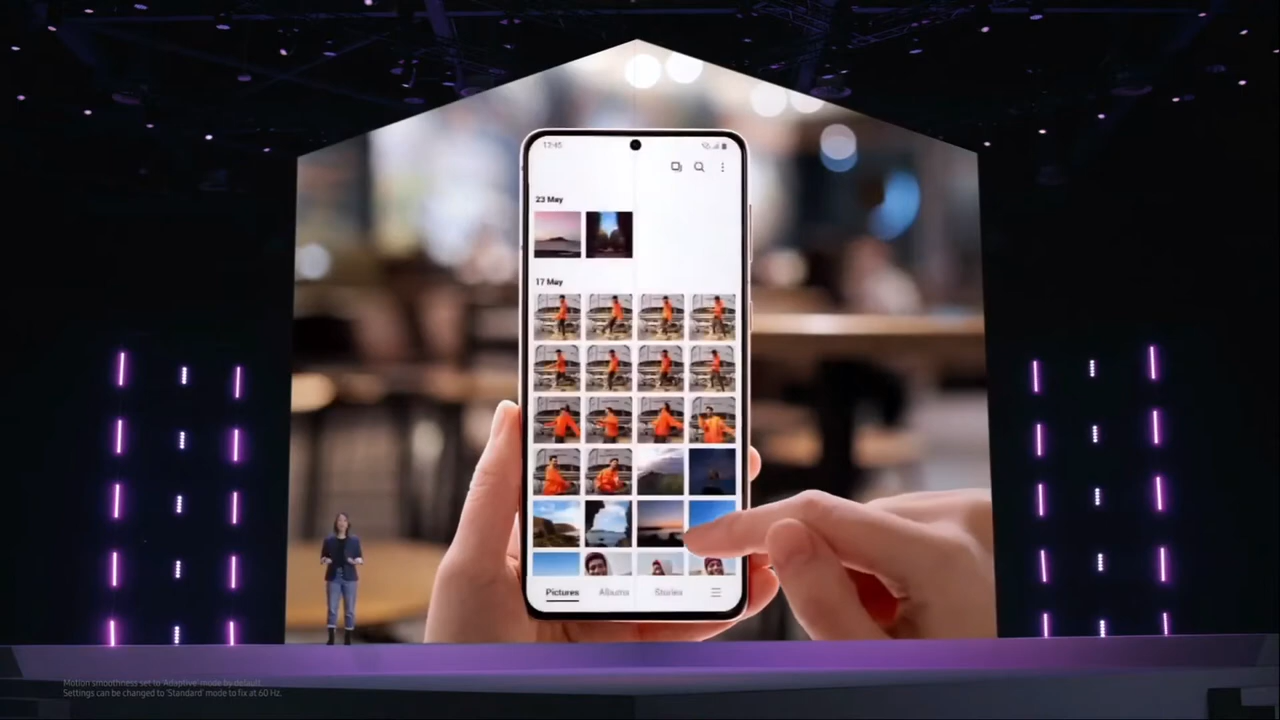 13:45
23 May
17 May
Pictures Albums Stories
Motion smoothness set to 'Adaptive' mode by default.
Settings can be changed to 'Standard' mode to fix at 60 Hz.